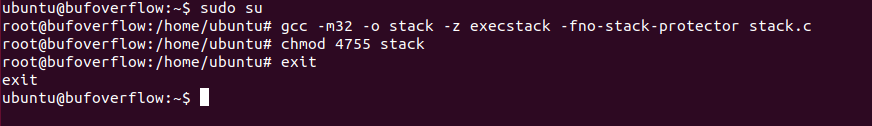 ubuntu@bufoverflow:~$ sudo su
root@bufoverflow:/home/ubuntu# gcc -m32 -o stack -z execstack -fno-stack-protector stack.c
root@bufoverflow:/home/ubuntu# chmod 4755 stack
root@bufoverflow:/home/ubuntu# exit
exit
ubuntu@bufoverflow:~$